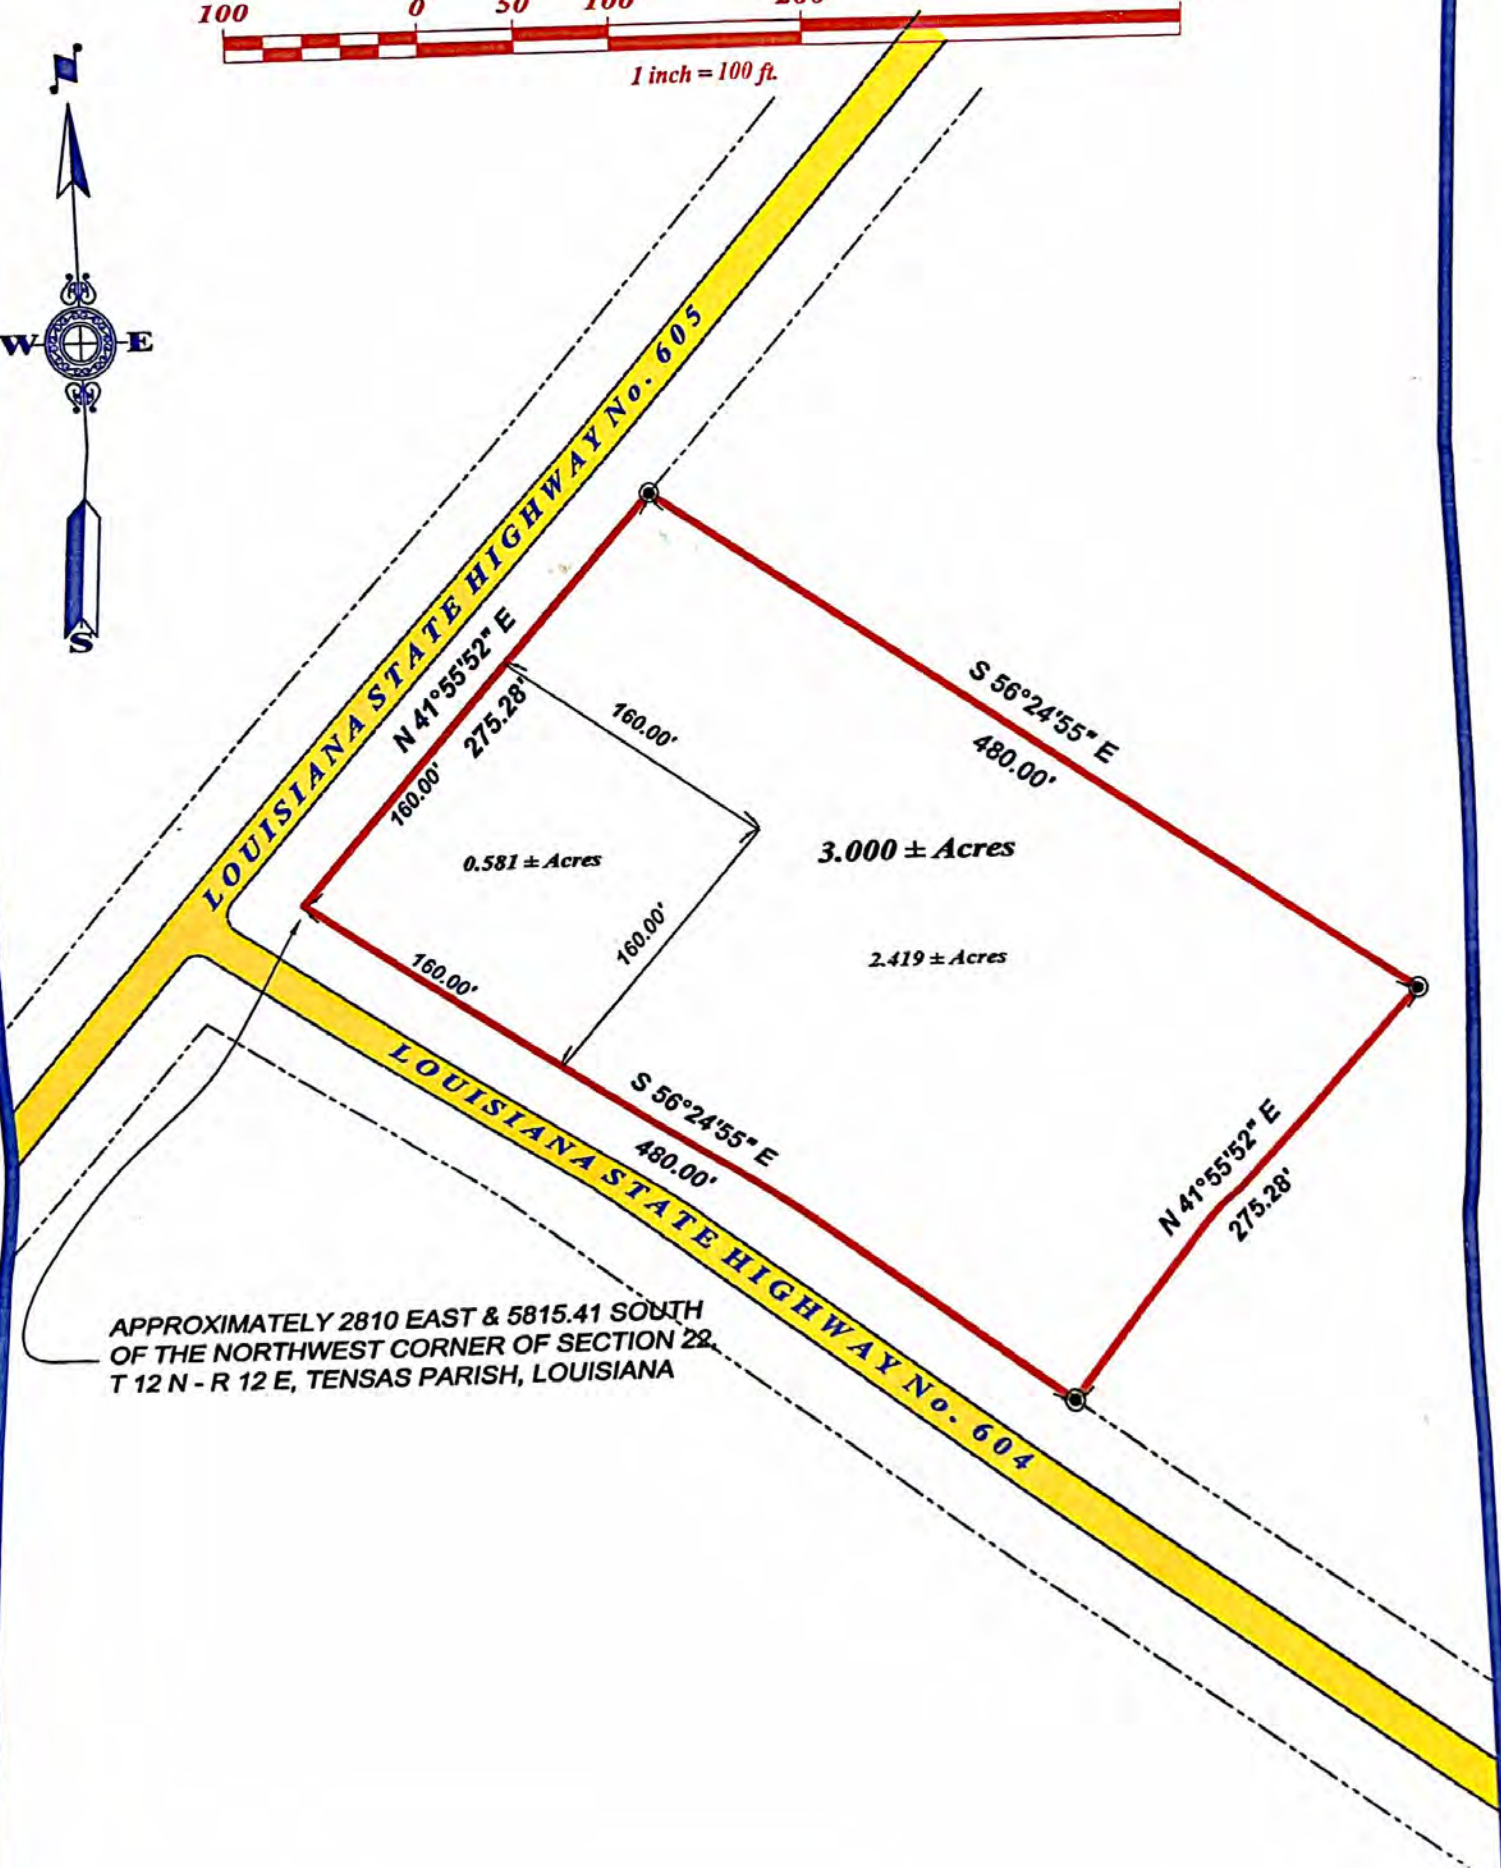 100 0 50 100 200
1 inch = 100 ft.
N
W E
S
LOUISIANA STATE HIGHWAY No. 605
N 41°55'52" E
275.28'
160.00'
160.00'
S 56°24'55" E
480.00'
0.581 ± Acres
3.000 ± Acres
160.00'
2.419 ± Acres
160.00'
S 56°24'55" E
480.00'
N 41°55'52" E
275.28'
LOUISIANA STATE HIGHWAY No. 604
APPROXIMATELY 2810 EAST & 5815.41 SOUTH
OF THE NORTHWEST CORNER OF SECTION 22,
T 12 N - R 12 E, TENSAS PARISH, LOUISIANA